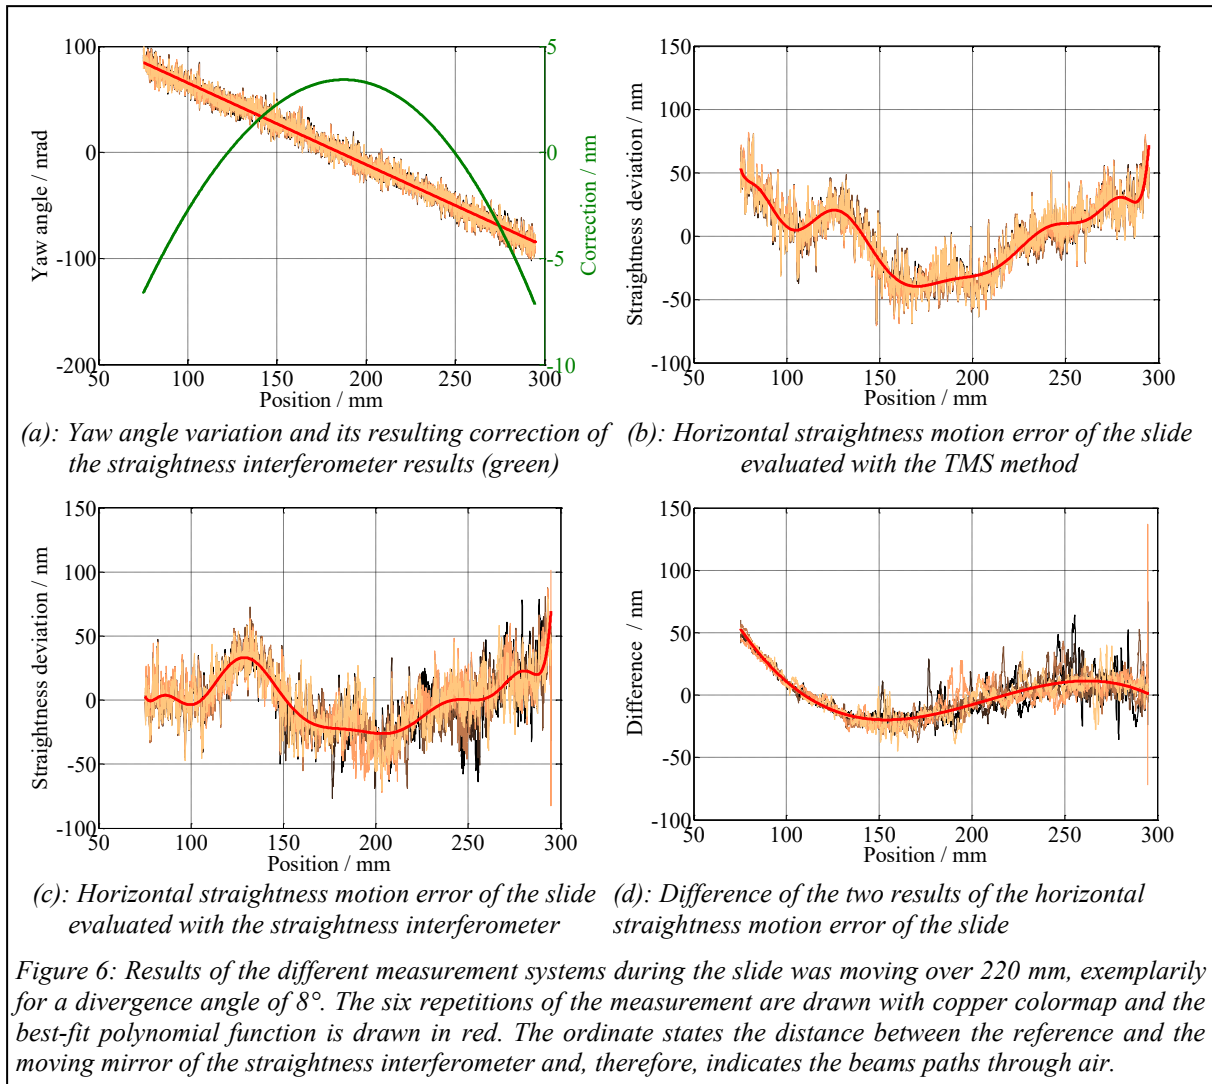 100
0
-100
-200
Yaw angle / nrad
50
100
150
200
250
300
Position / mm
5
0
-5
-10
Correction / nm
150
100
50
0
-50
-100
Straightness deviation / nm
50
100
150
200
250
300
Position / mm
(a): Yaw angle variation and its resulting correction of
the straightness interferometer results (green)
(b): Horizontal straightness motion error of the slide
evaluated with the TMS method
150
100
50
0
-50
-100
Straightness deviation / nm
50
100
150
200
250
300
Position / mm
150
100
50
0
-50
-100
Difference / nm
50
100
150
200
250
300
Position / mm
(c): Horizontal straightness motion error of the slide
evaluated with the straightness interferometer
(d): Difference of the two results of the horizontal
straightness motion error of the slide
Figure 6: Results of the different measurement systems during the slide was moving over 220 mm, exemplarily
for a divergence angle of 8°. The six repetitions of the measurement are drawn with copper colormap and the
best-fit polynomial function is drawn in red. The ordinate states the distance between the reference and the
moving mirror of the straightness interferometer and, therefore, indicates the beams paths through air.